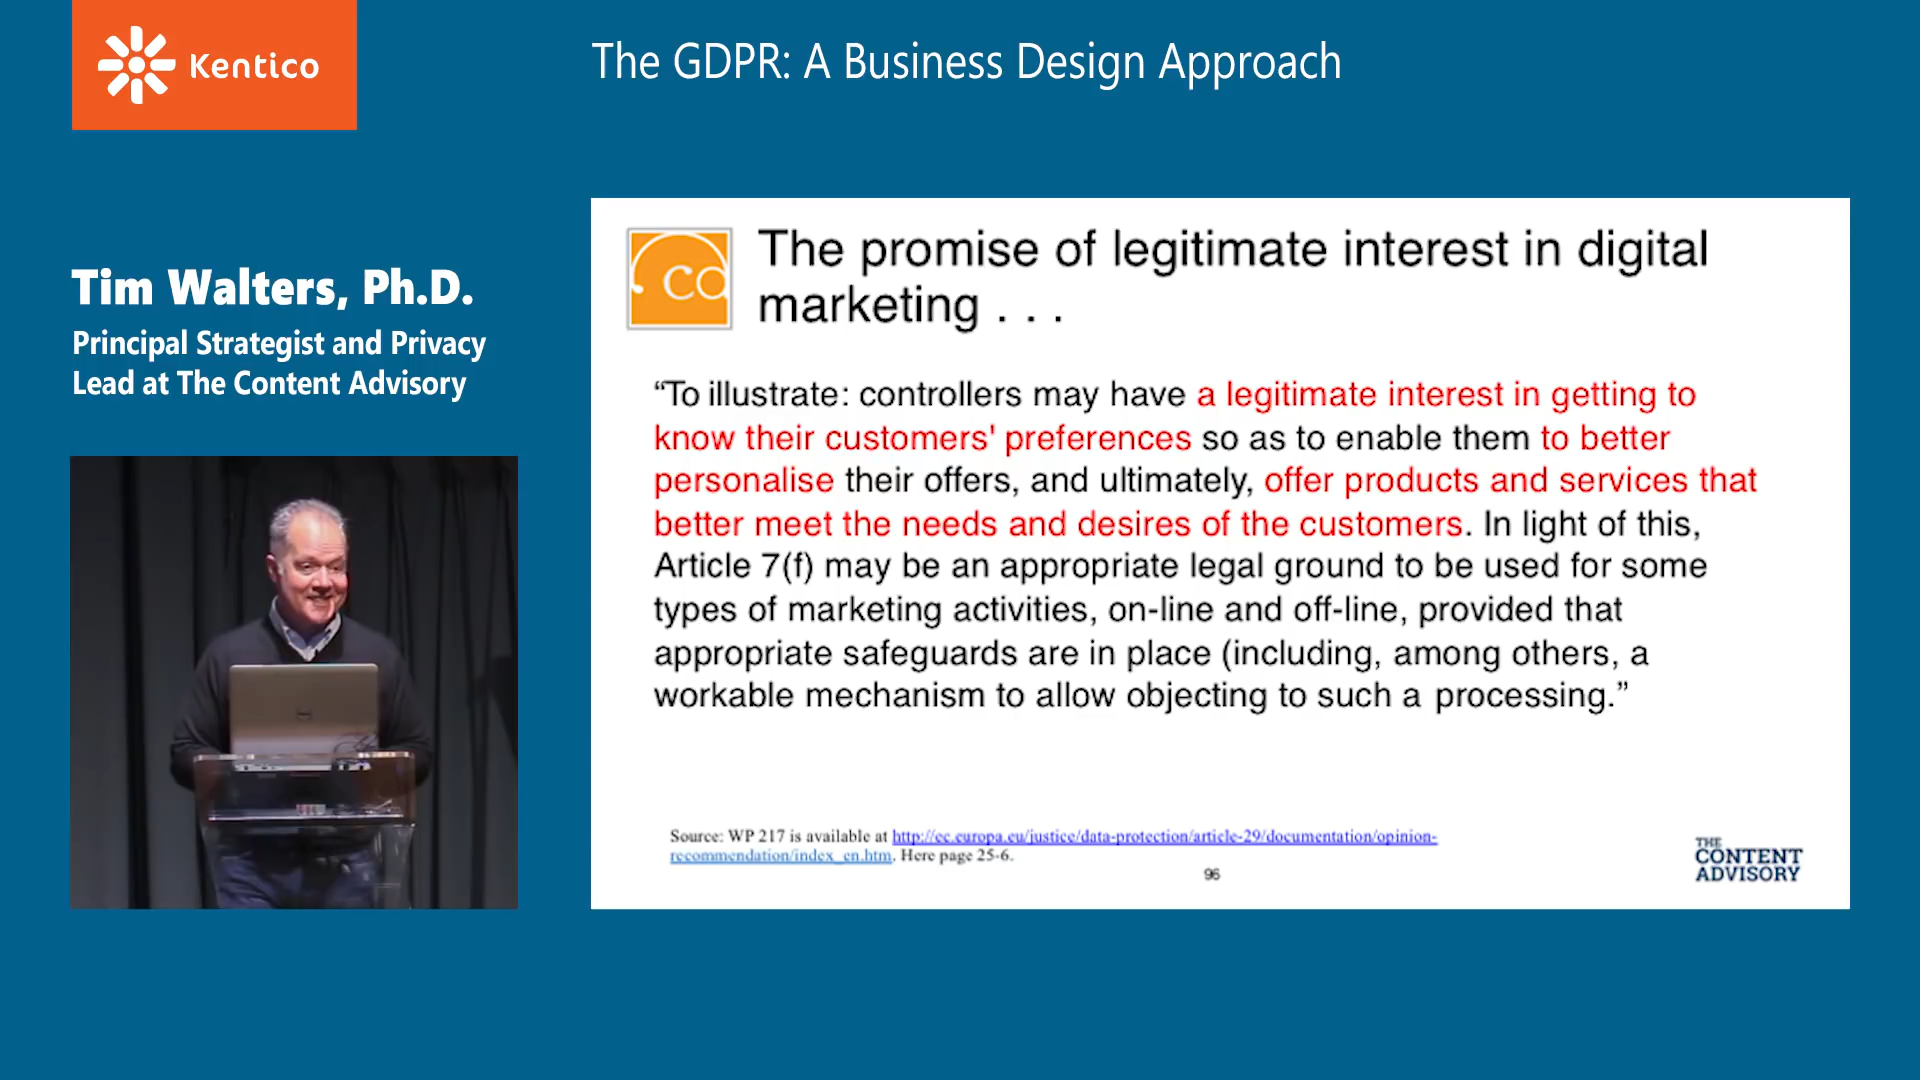 Kentico
The GDPR: A Business Design Approach
Tim Walters, Ph.D.
Principal Strategist and Privacy
Lead at The Content Advisory
ca
The promise of legitimate interest in digital
marketing . . .
“To illustrate: controllers may have a legitimate interest in getting to
know their customers' preferences so as to enable them to better
personalise their offers, and ultimately, offer products and services that
better meet the needs and desires of the customers. In light of this,
Article 7(f) may be an appropriate legal ground to be used for some
types of marketing activities, on-line and off-line, provided that
appropriate safeguards are in place (including, among others, a
workable mechanism to allow objecting to such a processing.”
Source: WP 217 is available at http://ec.europa.eu/justice/data-protection/article-29/documentation/opinion-
recommendation/index_en.htm. Here page 25-6.
96
THE
CONTENT
ADVISORY